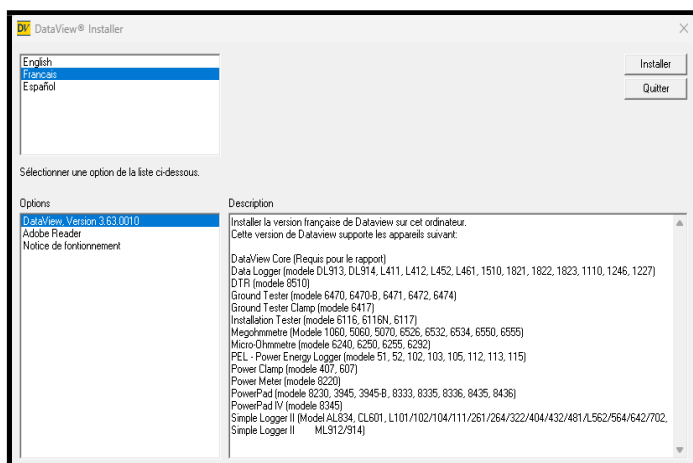 DV DataView® Installer
English
Francais
Español
Installer
Quitter
Sélectionner une option de la liste ci-dessous.
Options
Description
DataView, Version 3.63.0010
Adobe Reader
Notice de fontionnement
Installer la version française de Dataview sur cet ordinateur.
Cette version de Dataview supporte les appareils suivant:
DataView Core (Requis pour le rapport)
Data Logger (modele DL913, DL914, L411, L412, L452, L461, 1510, 1821, 1822, 1823, 1110, 1246, 1227)
DTR (modele 8510)
Ground Tester (modele 6470, 6470-B, 6471, 6472, 6474)
Ground Tester Clamp (modele 6417)
Installation Tester (modele 6116, 6116N, 6117)
Megohmmetre (Modele 1060, 5060, 5070, 6526, 6532, 6534, 6550, 6555)
Micro-Ohmmetre (modele 6240, 6250, 6255, 6292)
PEL - Power Energy Logger (modele 51, 52, 102, 103, 105, 112, 113, 115)
Power Clamp (modele 407, 607)
Power Meter (modele 8220)
PowerPad (modele 8230, 3945, 3945-B, 8333, 8335, 8336, 8435, 8436)
PowerPad IV (modele 8345)
Simple Logger II (Model AL834, CL601, L101/102/104/111/261/264/322/404/432/481/L562/564/642/702,
Simple Logger II ML912/914)